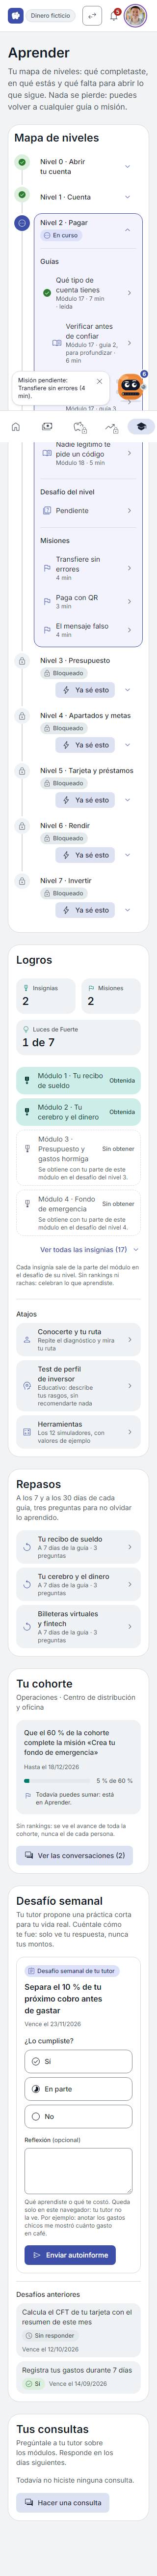 Dinero ficticio
5
Aprender
Tu mapa de niveles: qué completaste,
en qué estás y qué falta para todo lo
que sigue. Nada se pierde: puedes
volver a cualquier guía o misión.
Mapa de niveles
Nivel 0 · Abrir
tu cuenta
Nivel 1 · Cuenta
Nivel 2 · Pagar
En curso
Guías
Qué tipo de
cuenta tienes
Módulo 17 · 7 min
· leída
Verificar antes
de confiar
Módulo 17 · guía 2,
para profundizar ·
6 min
Misión pendiente:
Transfiere sin errores (4
min).
6
Módulo 17 · guía 3
Nadie legítimo te
pide un código
Módulo 18 · 5 min
Desafío del nivel
Pendiente
Misiones
Transfiere sin
errores
4 min
Paga con QR
3 min
El mensaje falso
4 min
Nivel 3 · Presupuesto
Bloqueado
Ya sé esto
Nivel 4 · Apartados y metas
Bloqueado
Ya sé esto
Nivel 5 · Tarjeta y préstamos
Bloqueado
Ya sé esto
Nivel 6 · Rendir
Bloqueado
Ya sé esto
Nivel 7 · Invertir
Bloqueado
Ya sé esto
Logros
Insignias
2
Misiones
2
Luces de Fuerte
1 de 7
Módulo 1 · Tu recibo
de sueldo
Obtenida
Módulo 2 · Tu
cerebro y el dinero
Obtenida
Módulo 3 ·
Presupuesto y
gastos hormiga
Sin obtener
Se obtiene con tu parte de este
módulo en el desafío del nivel 3.
Módulo 4 · Fondo
de emergencia
Sin obtener
Se obtiene con tu parte de este
módulo en el desafío del nivel 4.
Ver todas las insignias (17)
Cada insignia sale de la parte del módulo en
el desafío de su nivel. Sin rankings ni
rachas: celebran lo que aprendiste.
Atajos
Conocerte y tu ruta
Repite el diagnóstico y mira
tu ruta
Test de perfil
de inversor
Educativo: describe
tus rasgos, sin
recomendarte nada
Herramientas
Los 12 simuladores, con
valores de ejemplo
Repasos
A los 7 y a los 30 días de cada
guía, tres preguntas para no olvidar
lo aprendido.
Tu recibo de sueldo
A 7 días de la guía · 3
preguntas
Tu cerebro y el dinero
A 7 días de la guía · 3
preguntas
Billeteras virtuales
y fintech
A 7 días de la guía · 3
preguntas
Tu cohorte
Operaciones · Centro de distribución
y oficina
Que el 60 % de la cohorte
complete la misión «Crea tu
fondo de emergencia»
Hasta el 18/12/2026
5 % de 60 %
Todavía puedes sumar: está
en Aprender.
Sin rankings: se ve el avance de toda la
cohorte, nunca el de cada persona.
Ver las conversaciones (2)
Desafío semanal
Tu tutor propone una práctica corta
para tu vida real. Cuéntale cómo
te fue: solo ve tu respuesta, nunca
tus montos.
Desafío semanal de tu tutor
Separa el 10 % de tu
próximo cobro antes
de gastar
Vence el 23/11/2026
¿Lo cumpliste?
Sí
En parte
No
Reflexión (opcional)
Qué aprendiste o qué te costó. Queda
solo en este navegador: tu tutor no
la ve. Por ejemplo: anotar los gastos
chicos me mostró cuánto gasto
en café.
Enviar autoinforme
Desafíos anteriores
Calcula el CFT de tu tarjeta con el
resumen de este mes
Sin responder
Vence el 12/10/2026
Registra tus gastos durante 7 días
Sí
Vence el 14/09/2026
Tus consultas
Pregúntale a tu tutor sobre
los módulos. Responde en los
días siguientes.
Todavía no hiciste ninguna consulta.
Hacer una consulta